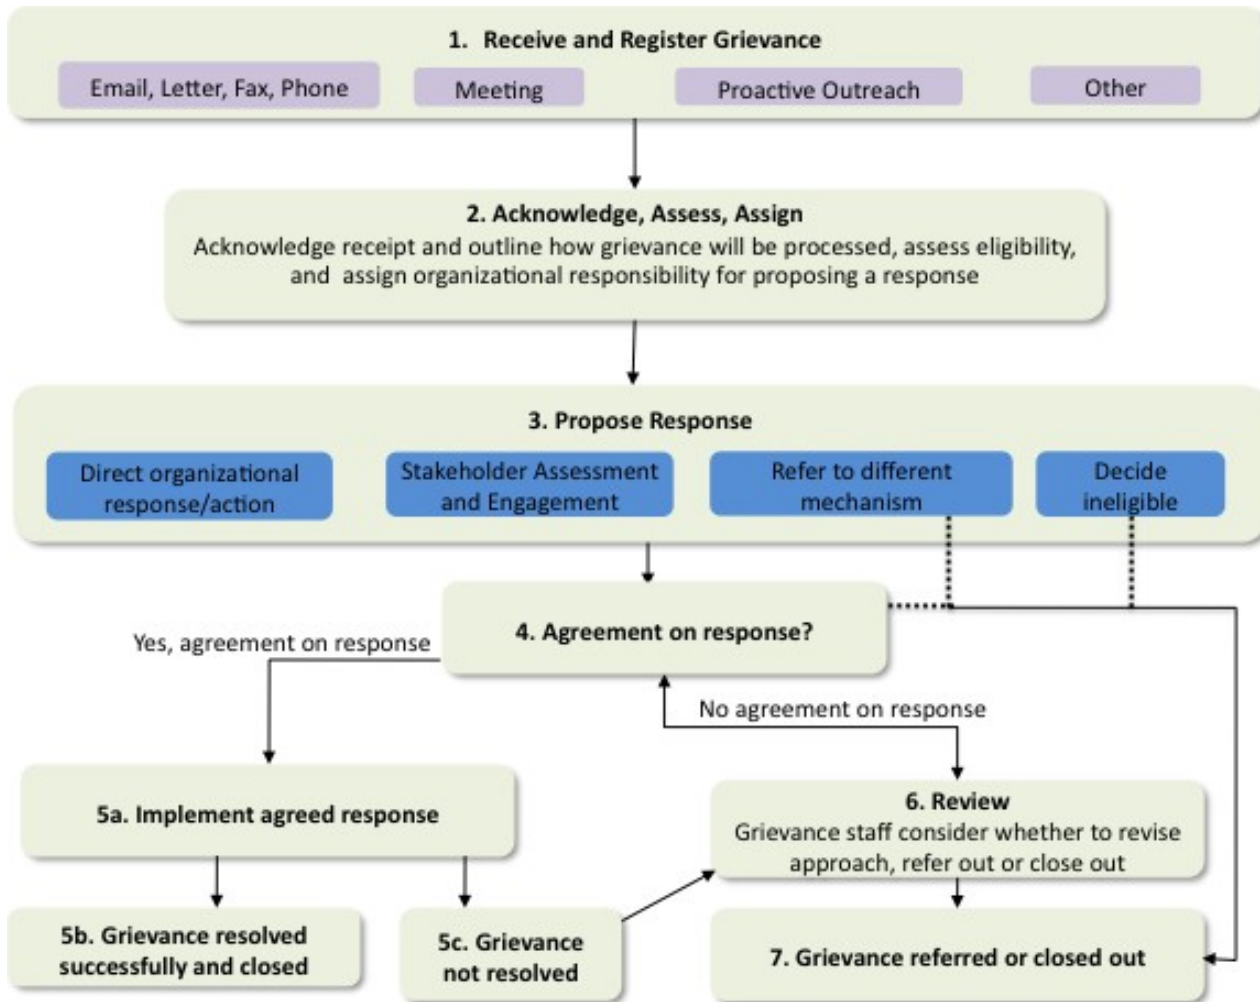 1. Receive and Register Grievance
Email, Letter, Fax, Phone
Meeting
Proactive Outreach
Other
2. Acknowledge, Assess, Assign
Acknowledge receipt and outline how grievance will be processed, assess eligibility,
and assign organizational responsibility for proposing a response
3. Propose Response
Direct organizational
response/action
Stakeholder Assessment
and Engagement
Refer to different
mechanism
Decide
ineligible
4. Agreement on response?
Yes, agreement on response
No agreement on response
5a. Implement agreed response
6. Review
Grievance staff consider whether to revise
approach, refer out or close out
5b. Grievance resolved
successfully and closed
5c. Grievance
not resolved
7. Grievance referred or closed out